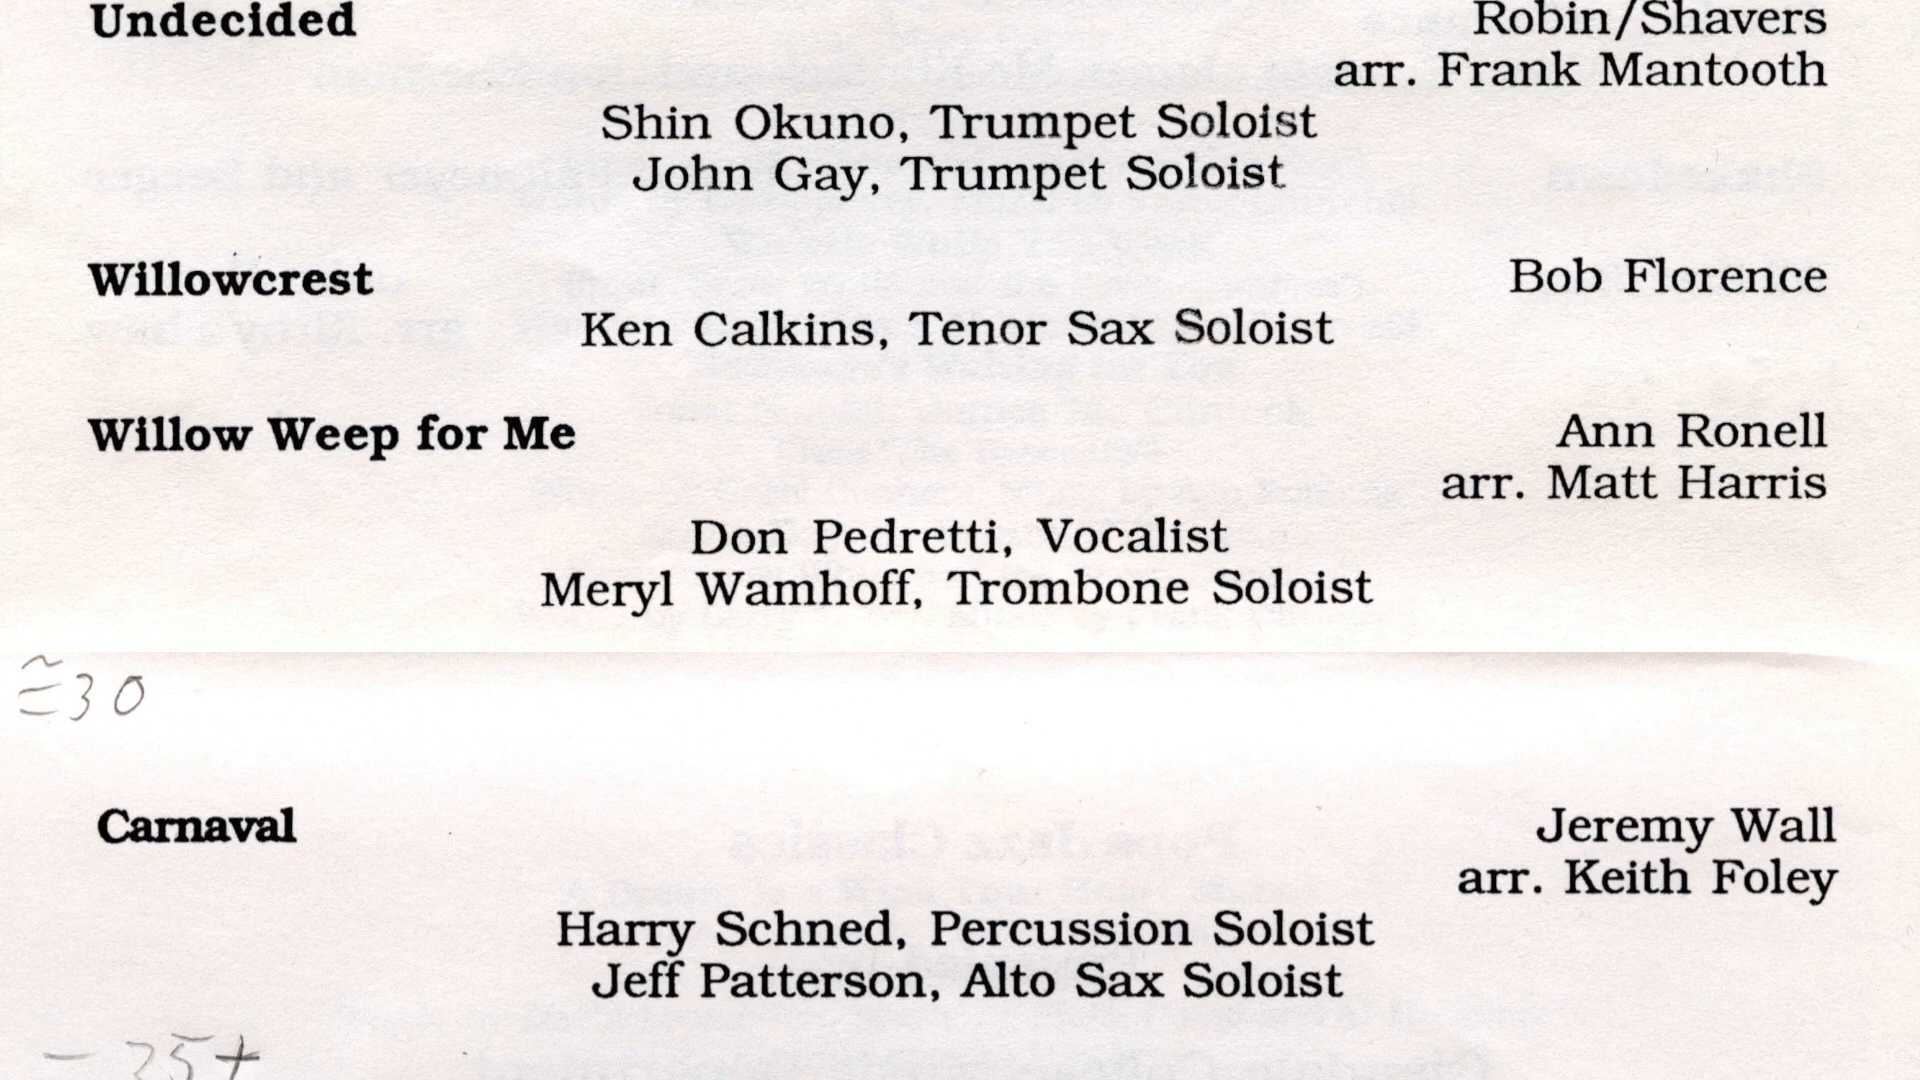 Undecided Robin/Shavers
arr. Frank Mantooth
Shin Okuno, Trumpet Soloist
John Gay, Trumpet Soloist
Willowcrest Bob Florence
Ken Calkins, Tenor Sax Soloist
Willow Weep for Me Ann Ronell
arr. Matt Harris
Don Pedretti, Vocalist
Meryl Wamhoff, Trombone Soloist
≅30
Carnaval Jeremy Wall
arr. Keith Foley
Harry Schned, Percussion Soloist
Jeff Patterson, Alto Sax Soloist